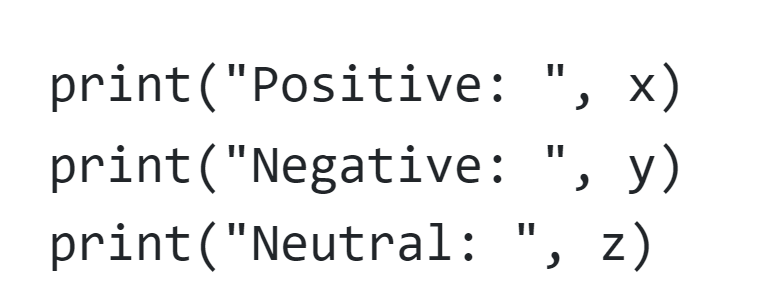 print("Positive: ", x)
print("Negative: ", y)
print("Neutral: ", z)